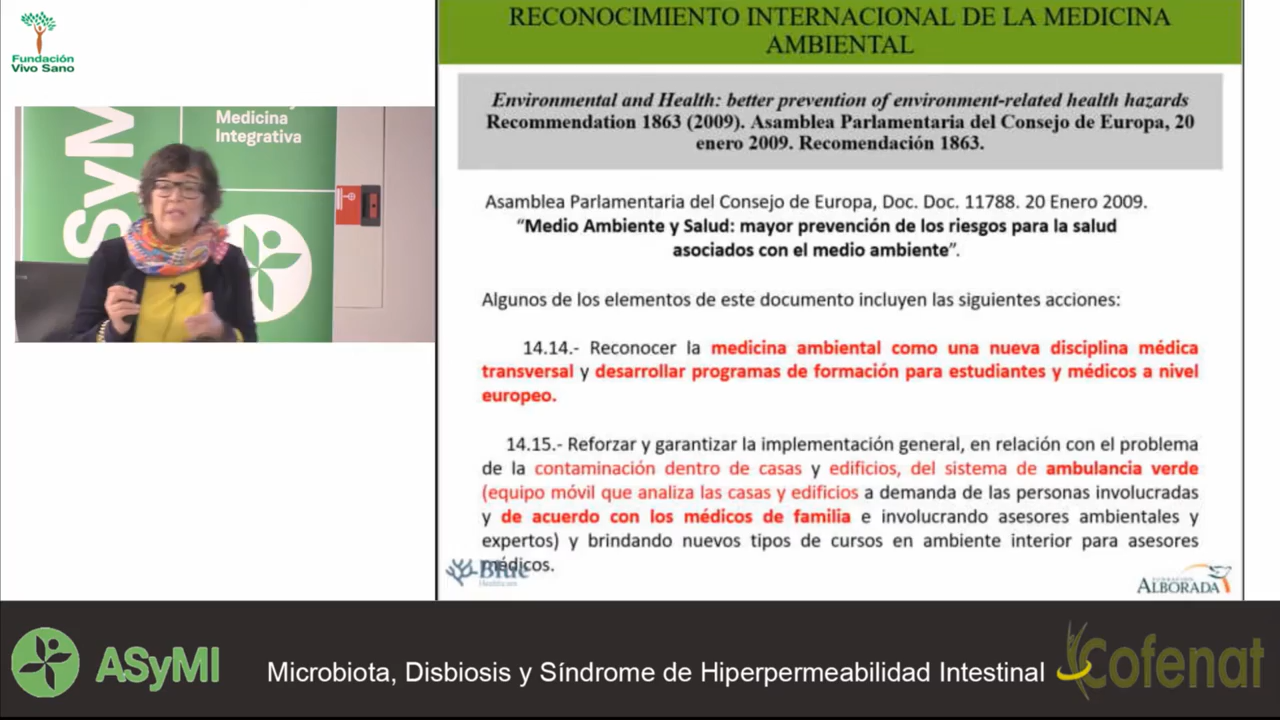 Fundación
Vivo Sano
SyM
Medicina
Integrativa
RECONOCIMIENTO INTERNACIONAL DE LA MEDICINA
AMBIENTAL
Environmental and Health: better prevention of environment-related health hazards
Recommendation 1863 (2009). Asamblea Parlamentaria del Consejo de Europa, 20
enero 2009. Recomendación 1863.
Asamblea Parlamentaria del Consejo de Europa, Doc. Doc. 11788. 20 Enero 2009.
“Medio Ambiente y Salud: mayor prevención de los riesgos para la salud
asociados con el medio ambiente”.
Algunos de los elementos de este documento incluyen las siguientes acciones:
14.14.- Reconocer la medicina ambiental como una nueva disciplina médica
transversal y desarrollar programas de formación para estudiantes y médicos a nivel
europeo.
14.15.- Reforzar y garantizar la implementación general, en relación con el problema
de la contaminación dentro de casas y edificios, del sistema de ambulancia verde
(equipo móvil que analiza las casas y edificios a demanda de las personas involucradas
y de acuerdo con los médicos de familia e involucrando asesores ambientales y
expertos) y brindando nuevos tipos de cursos en ambiente interior para asesores
médicos.
Blue
Healthcare
FUNDACIÓN
ALBORADA
ASyMI
Microbiota, Disbiosis y Síndrome de Hiperpermeabilidad Intestinal
Cofenat